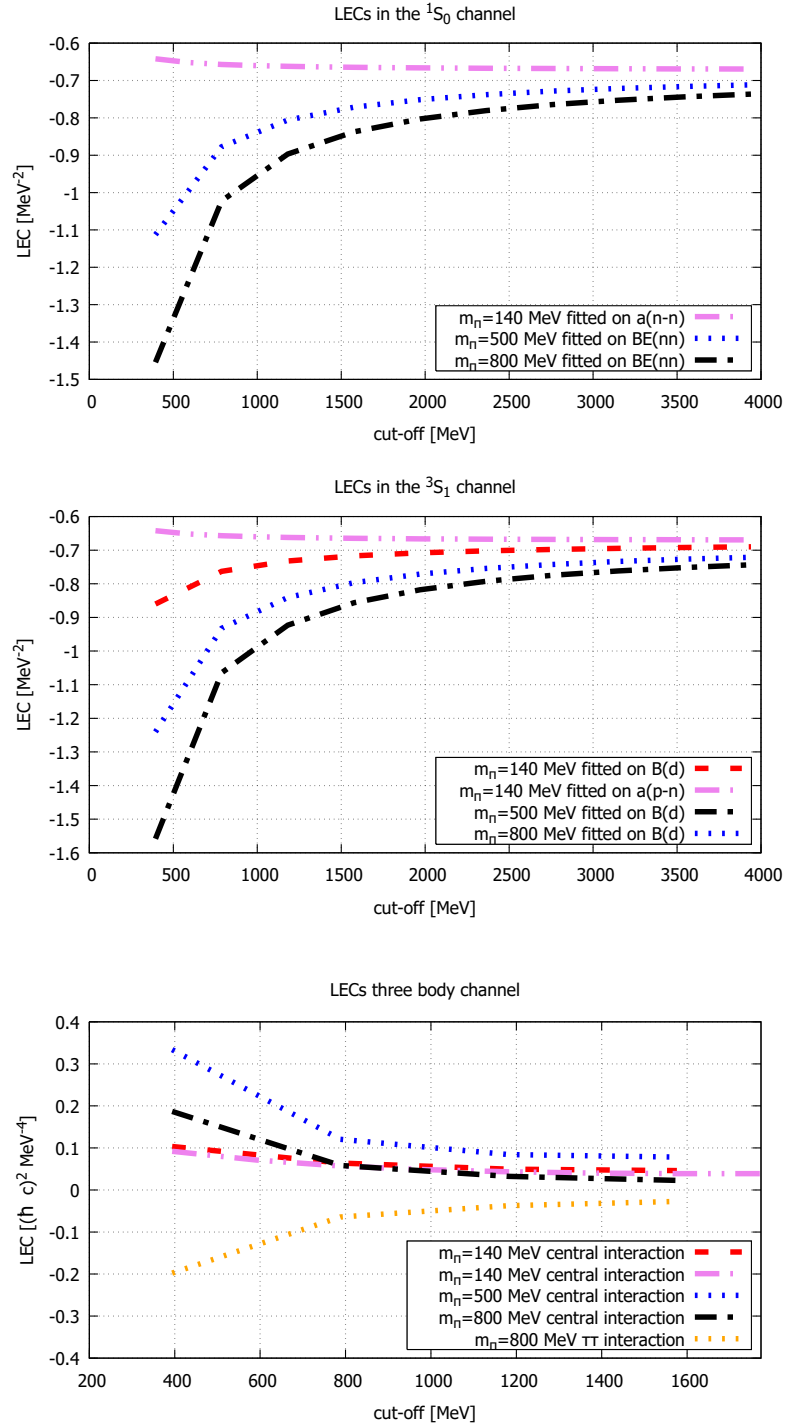 LECs in the ¹S₀ channel
-0.6
-0.7
-0.8
-0.9
-1
-1.1
-1.2
-1.3
-1.4
-1.5
LEC [MeV⁻²]
mπ=140 MeV fitted on a(n-n)
mπ=500 MeV fitted on BE(nn)
mπ=800 MeV fitted on BE(nn)
0 500 1000 1500 2000 2500 3000 3500 4000
cut-off [MeV]
LECs in the ³S₁ channel
-0.6
-0.7
-0.8
-0.9
-1
-1.1
-1.2
-1.3
-1.4
-1.5
-1.6
LEC [MeV⁻²]
mπ=140 MeV fitted on B(d)
mπ=140 MeV fitted on a(p-n)
mπ=500 MeV fitted on B(d)
mπ=800 MeV fitted on B(d)
0 500 1000 1500 2000 2500 3000 3500 4000
cut-off [MeV]
LECs three body channel
0.4
0.3
0.2
0.1
0
-0.1
-0.2
-0.3
-0.4
LEC [(ħ c)² MeV⁻⁴]
mπ=140 MeV central interaction
mπ=140 MeV central interaction
mπ=500 MeV central interaction
mπ=800 MeV central interaction
mπ=800 MeV ττ interaction
200 400 600 800 1000 1200 1400 1600
cut-off [MeV]